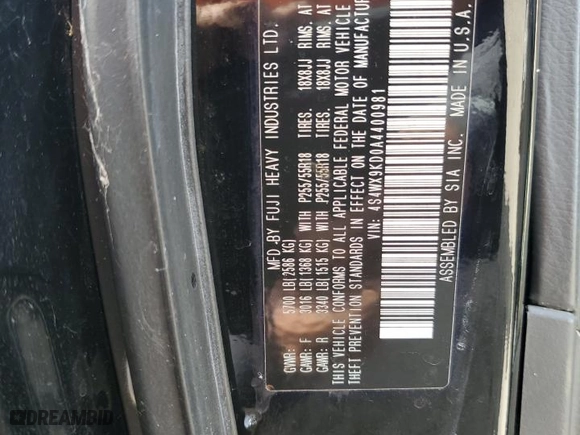 MFD.BY FUJI HEAVY INDUSTRIES LTD.
GVWR: 5700 LB(2586 KG)
GAWR: F 3016 LB(1368 KG) WITH P255/55R18 TIRES. 18X8JJ RIMS. AT
GAWR: R 3340 LB(1515 KG) WITH P255/55R18 TIRES. 18X8JJ RIMS. AT
THIS VEHICLE CONFORMS TO ALL APPLICABLE FEDERAL MOTOR VEHICLE
THEFT PREVENTION STANDARDS IN EFFECT ON THE DATE OF MANUFACTUR
VIN: 4S4WX9KD0A4400981
ASSEMBLED BY SIA INC. MADE IN U.S.A.
DREAMBID